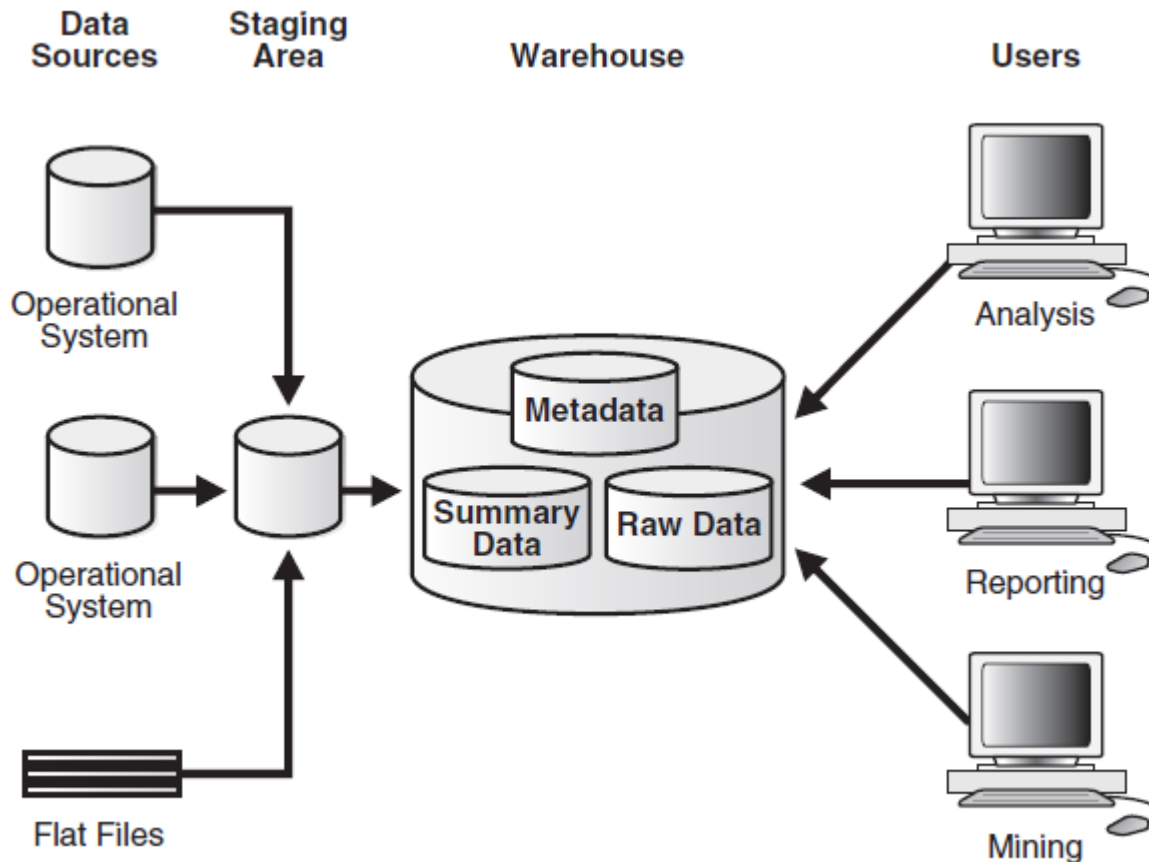 Data
Sources
Staging
Area
Warehouse
Users
Operational
System
Operational
System
Flat Files
Metadata
Summary
Data
Raw Data
Analysis
Reporting
Mining